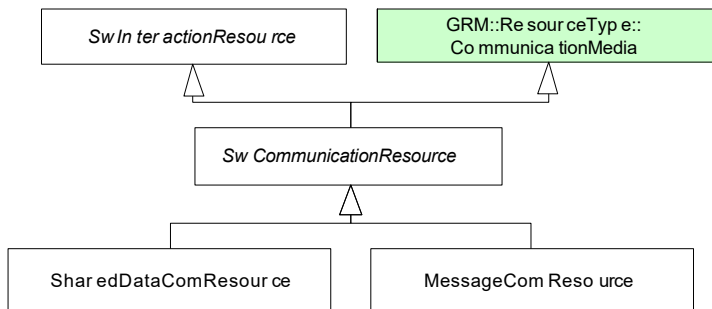 SwInteractionResource
GRM::ResourceType::
CommunicationMedia
SwCommunicationResource
SharedDataComResource
MessageComResource